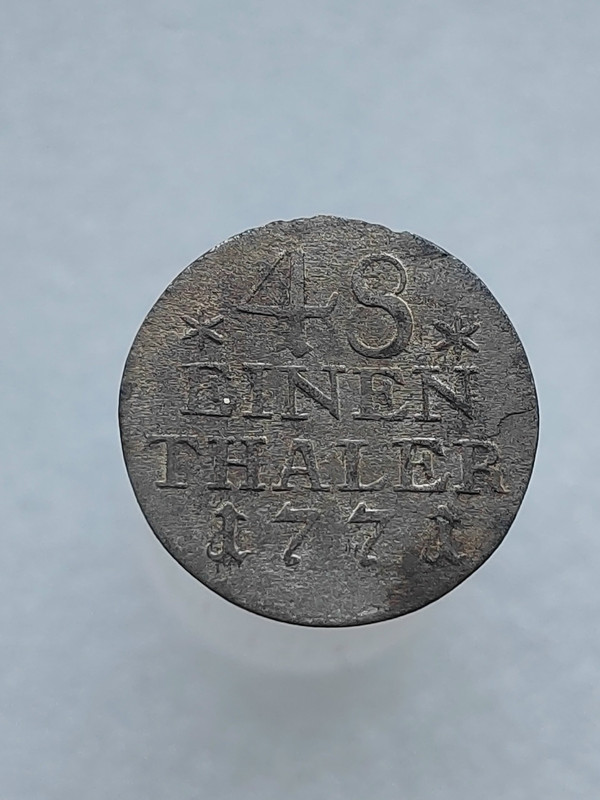 * 48 *
EINEN
THALER
1771